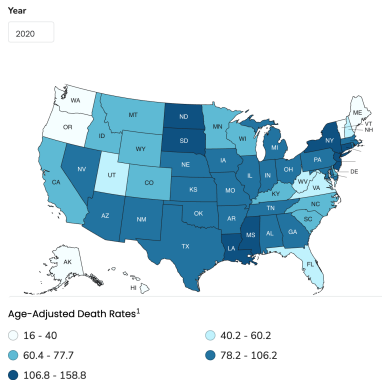 Year
2020
WA
OR
CA
NV
ID
MT
WY
UT
CO
AZ
NM
ND
SD
NE
KS
OK
TX
MN
IA
MO
AR
LA
WI
IL
MI
IN
OH
KY
TN
MS
AL
GA
FL
SC
NC
VA
WV
PA
NY
ME
VT
NH
DE
AK
HI
Age-Adjusted Death Rates1
16 - 40
40.2 - 60.2
60.4 - 77.7
78.2 - 106.2
106.8 - 158.8